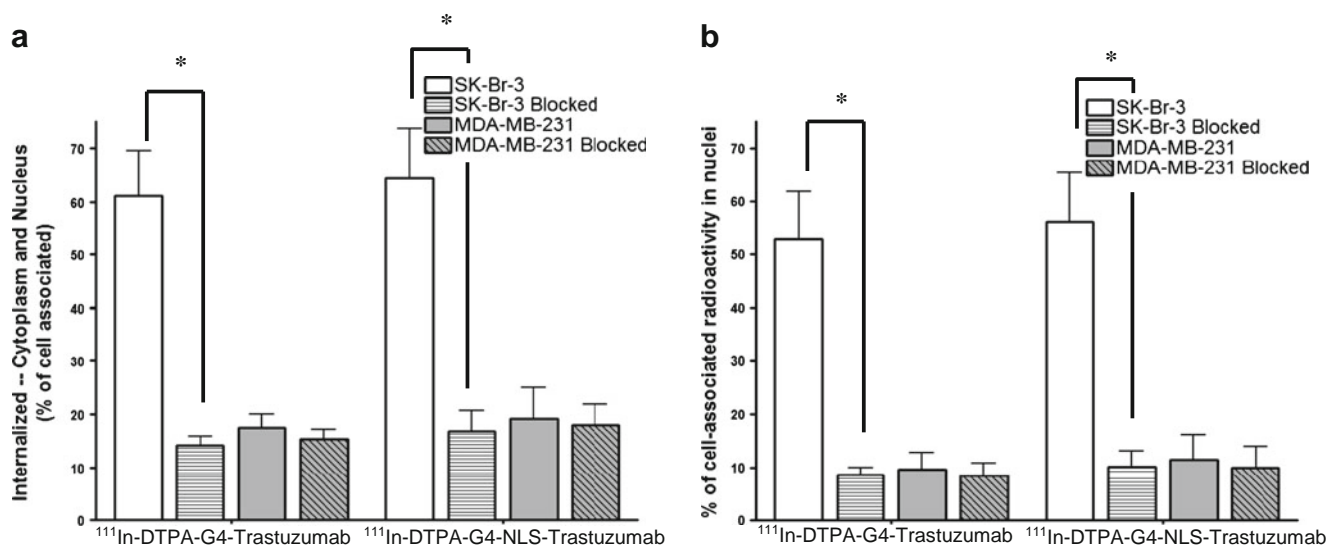 a
*
*
SK-Br-3
SK-Br-3 Blocked
MDA-MB-231
MDA-MB-231 Blocked
Internalized -- Cytoplasm and Nucleus
(% of cell associated)
70
60
50
40
30
20
10
0
111In-DTPA-G4-Trastuzumab
111In-DTPA-G4-NLS-Trastuzumab
b
*
*
SK-Br-3
SK-Br-3 Blocked
MDA-MB-231
MDA-MB-231 Blocked
% of cell-associated radioactivity in nuclei
70
60
50
40
30
20
10
0
111In-DTPA-G4-Trastuzumab
111In-DTPA-G4-NLS-Trastuzumab